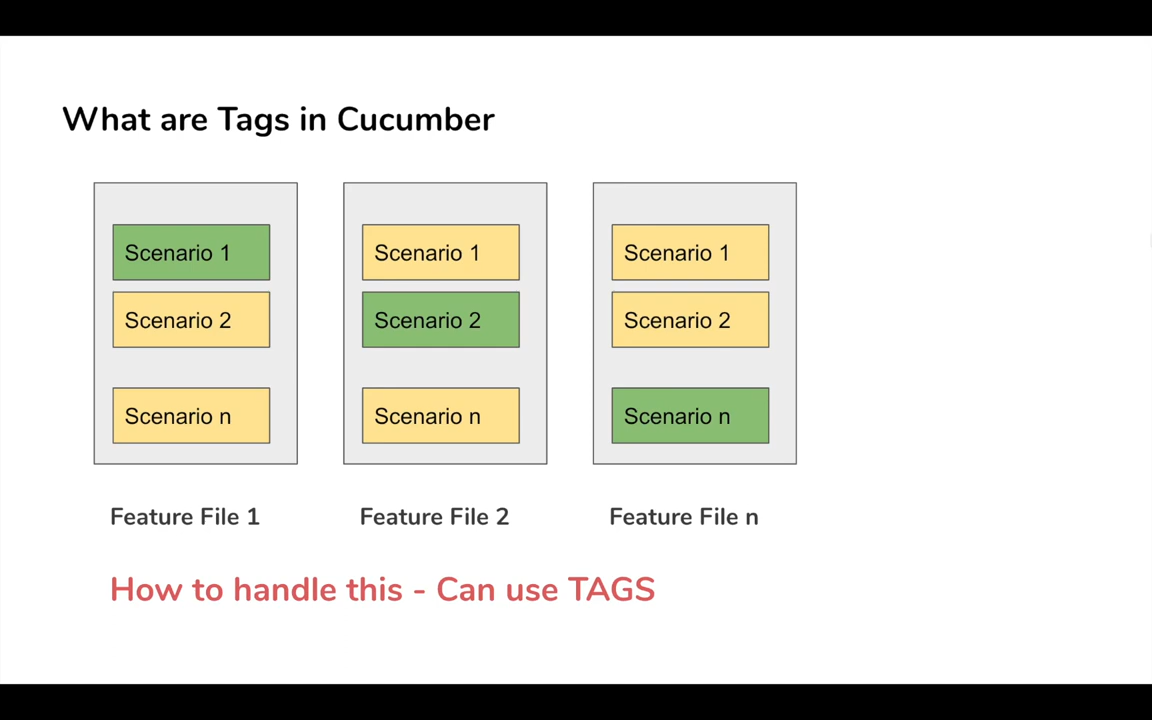 What are Tags in Cucumber
Scenario 1
Scenario 2
Scenario n
Feature File 1
Scenario 1
Scenario 2
Scenario n
Feature File 2
Scenario 1
Scenario 2
Scenario n
Feature File n
How to handle this - Can use TAGS